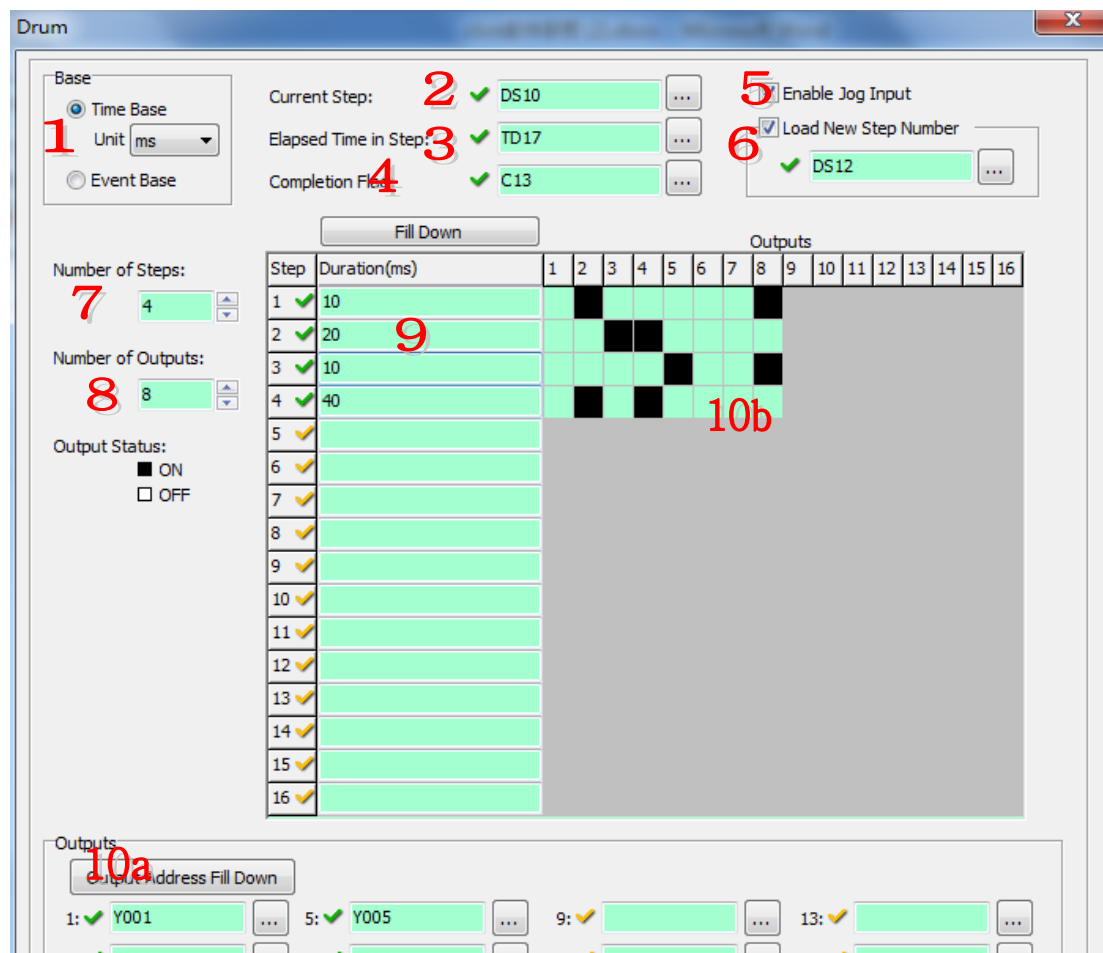 Drum
Base
Time Base
1 Unit ms
Event Base
Current Step: 2 DS10
Elapsed Time in Step: 3 TD17
Completion Flag 4 C13
5 Enable Jog Input
6 Load New Step Number
DS12
Fill Down
Outputs
Number of Steps:
7 4
Number of Outputs:
8 8
Output Status:
ON
OFF
Step Duration(ms) 1 2 3 4 5 6 7 8 9 10 11 12 13 14 15 16
1 10
2 20 9
3 10
4 40
10b
5
6
7
8
9
10
11
12
13
14
15
16
Outputs
10a
Output Address Fill Down
1: Y001 ... 5: Y005 ... 9: ... 13: ...